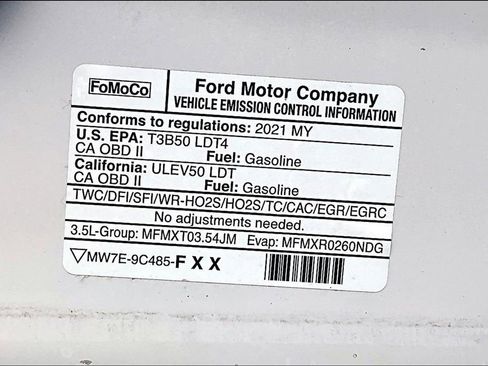 FoMoCo
Ford Motor Company
VEHICLE EMISSION CONTROL INFORMATION
Conforms to regulations: 2021 MY
U.S. EPA: T3B50 LDT4
CA OBD II Fuel: Gasoline
California: ULEV50 LDT
CA OBD II Fuel: Gasoline
TWC/DFI/SFI/WR-HO2S/HO2S/TC/CAC/EGR/EGRC
No adjustments needed.
3.5L-Group: MFMXT03.54JM Evap: MFMXR0260NDG
▽MW7E-9C485-FXX